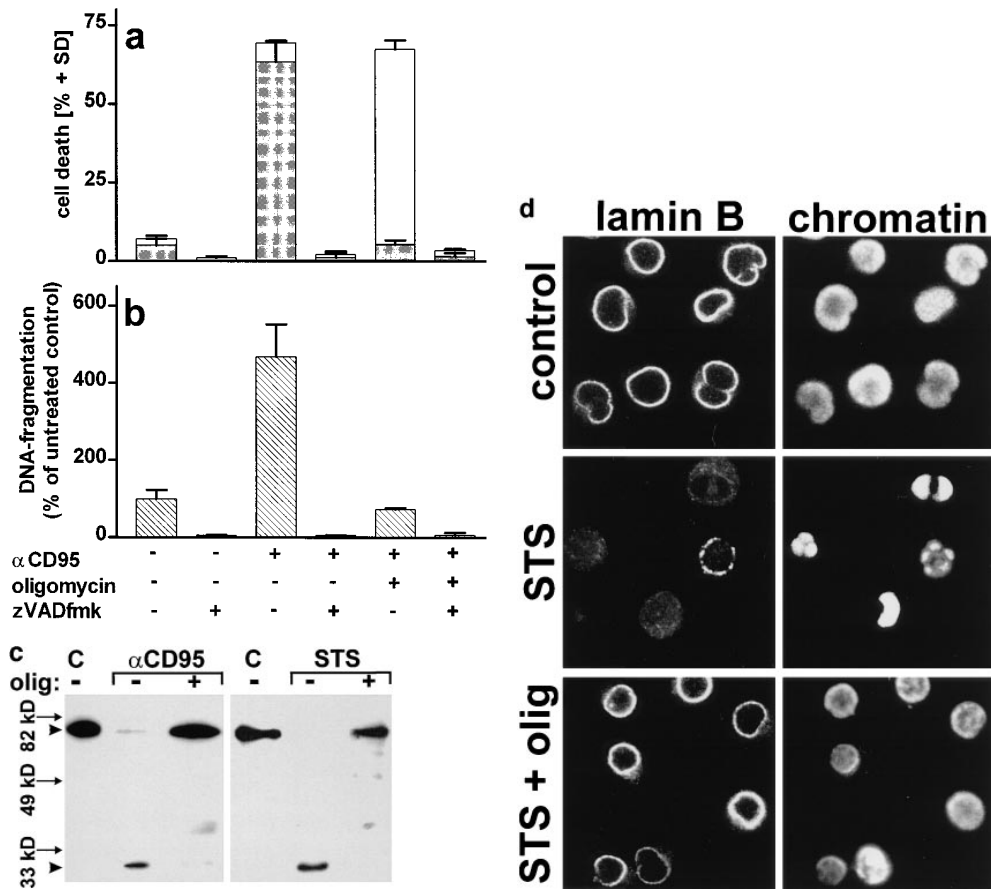 a
cell death [% + SD]
75
50
25
0
b
DNA-fragmentation
(% of untreated control)
600
400
200
0
αCD95 - - + + + +
oligomycin - - - - + +
zVADfmk - + - + - +
c
C αCD95 C STS
olig: - - + - - +
82 kD
49 kD
33 kD
d
lamin B chromatin
control
STS
STS + olig